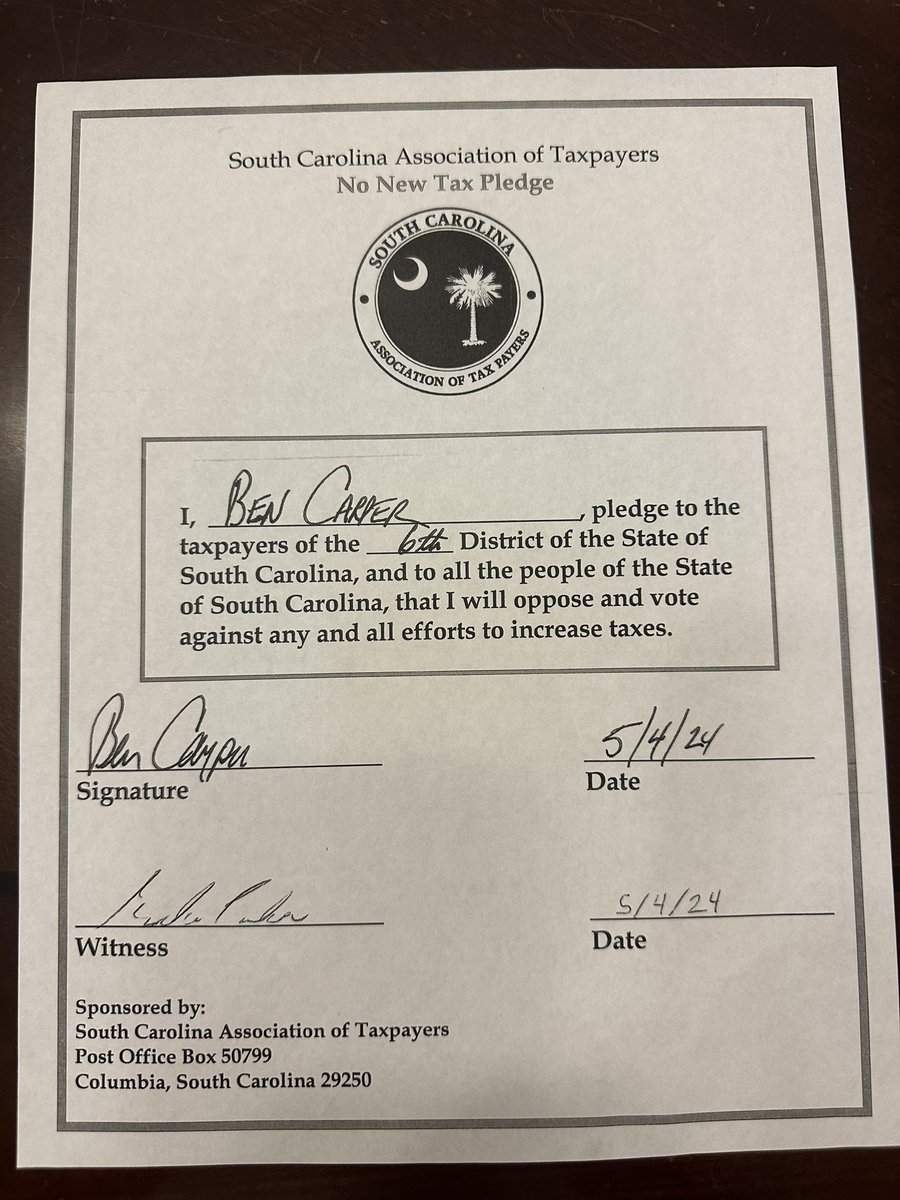 South Carolina Association of Taxpayers
No New Tax Pledge
SOUTH CAROLINA
ASSOCIATION OF TAX PAYERS
I, BEN CARPER, pledge to the
taxpayers of the 6th District of the State of
South Carolina, and to all the people of the State
of South Carolina, that I will oppose and vote
against any and all efforts to increase taxes.
Ben Carper 5/4/24
Signature Date
5/4/24
Witness Date
Sponsored by:
South Carolina Association of Taxpayers
Post Office Box 50799
Columbia, South Carolina 29250